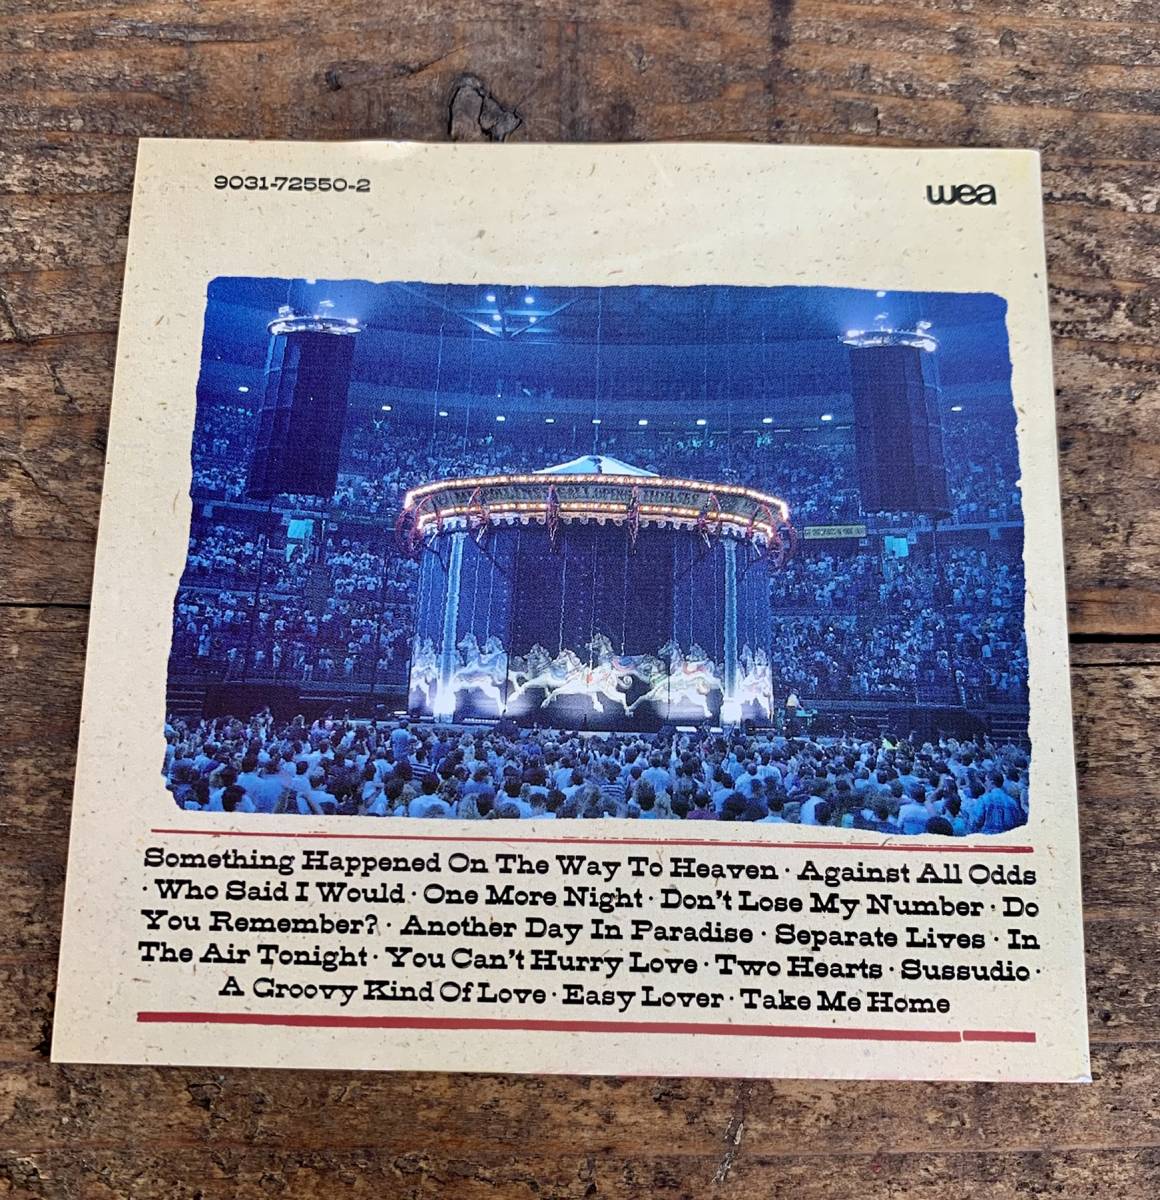 9031-72550-2
wea
Something Happened On The Way To Heaven · Against All Odds
· Who Said I Would · One More Night · Don't Lose My Number · Do
You Remember? · Another Day In Paradise · Separate Lives · In
The Air Tonight · You Can't Hurry Love · Two Hearts · Sussudio ·
A Groovy Kind Of Love · Easy Lover · Take Me Home